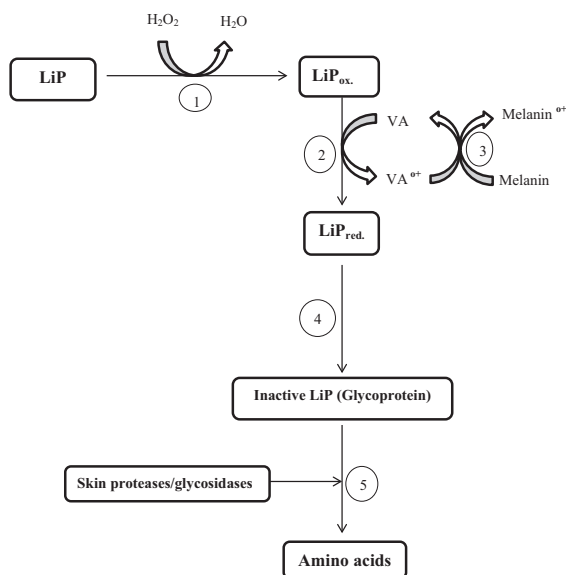 H₂O₂ H₂O
LiP
LiPox.
1
VA
Melanin o+
2
3
VA o+
Melanin
LiPred.
4
Inactive LiP (Glycoprotein)
Skin proteases/glycosidases
5
Amino acids